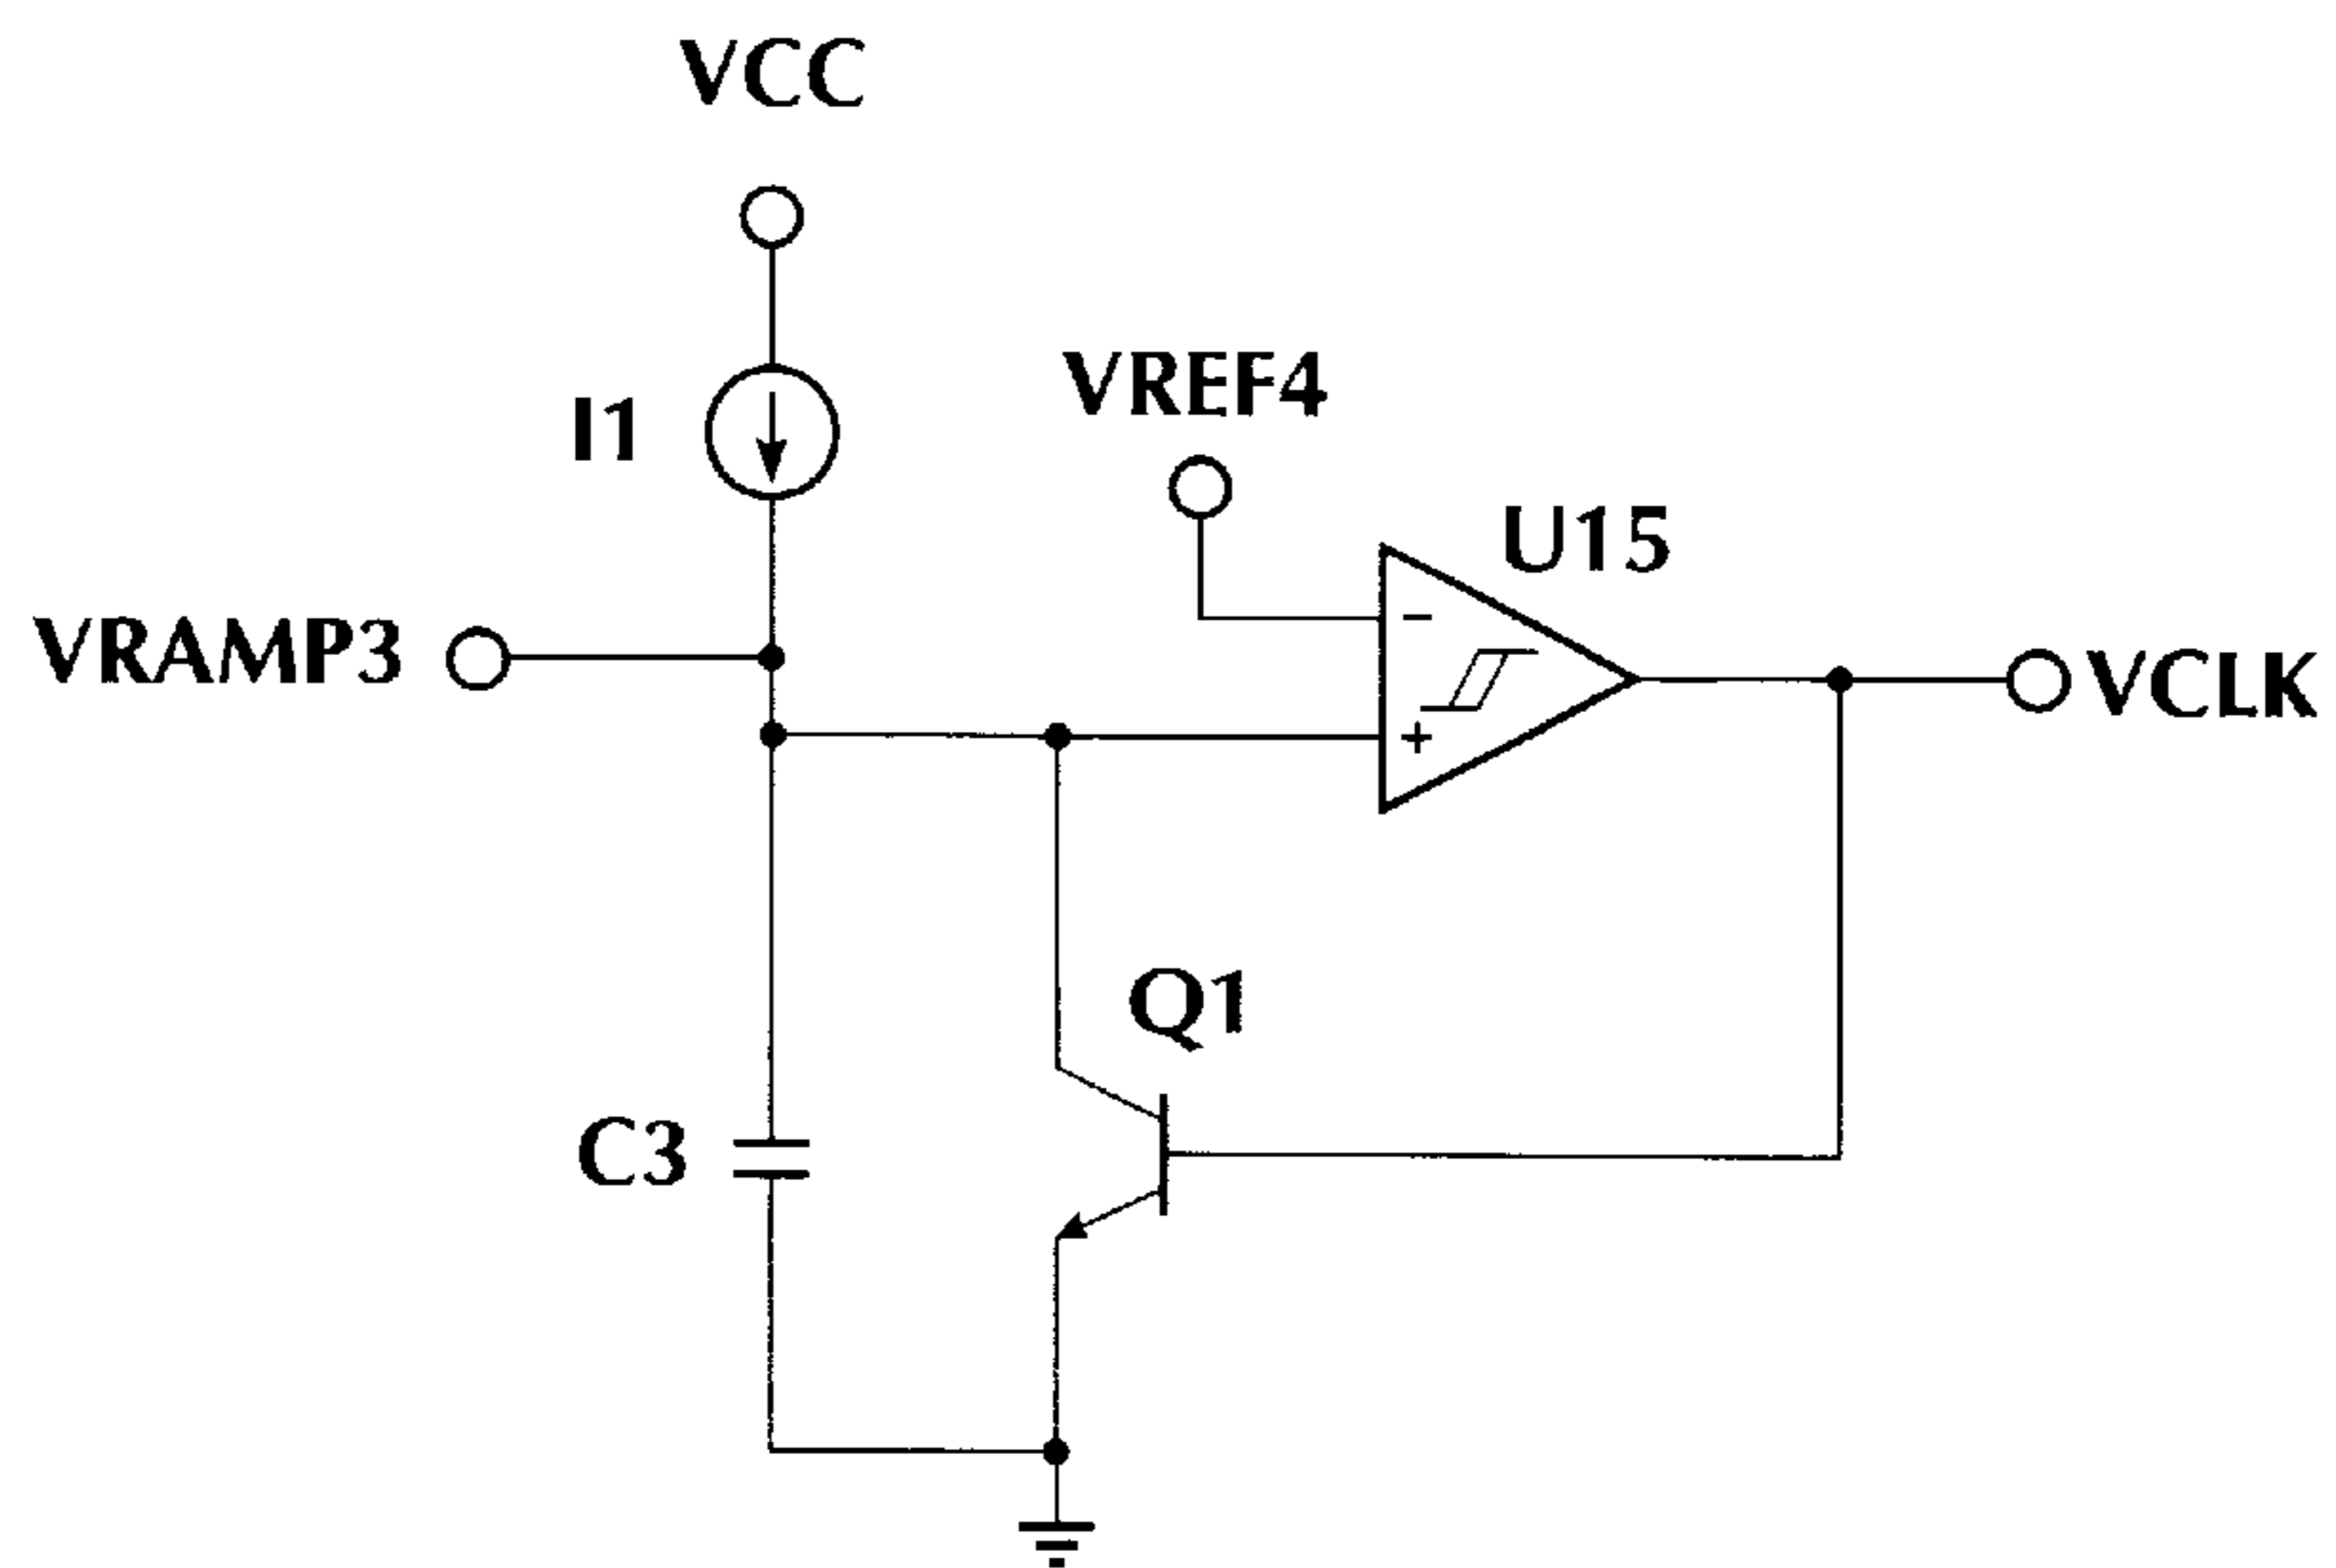 VCC
I1
VREF4
U15
VRAMP3
VCLK
Q1
C3